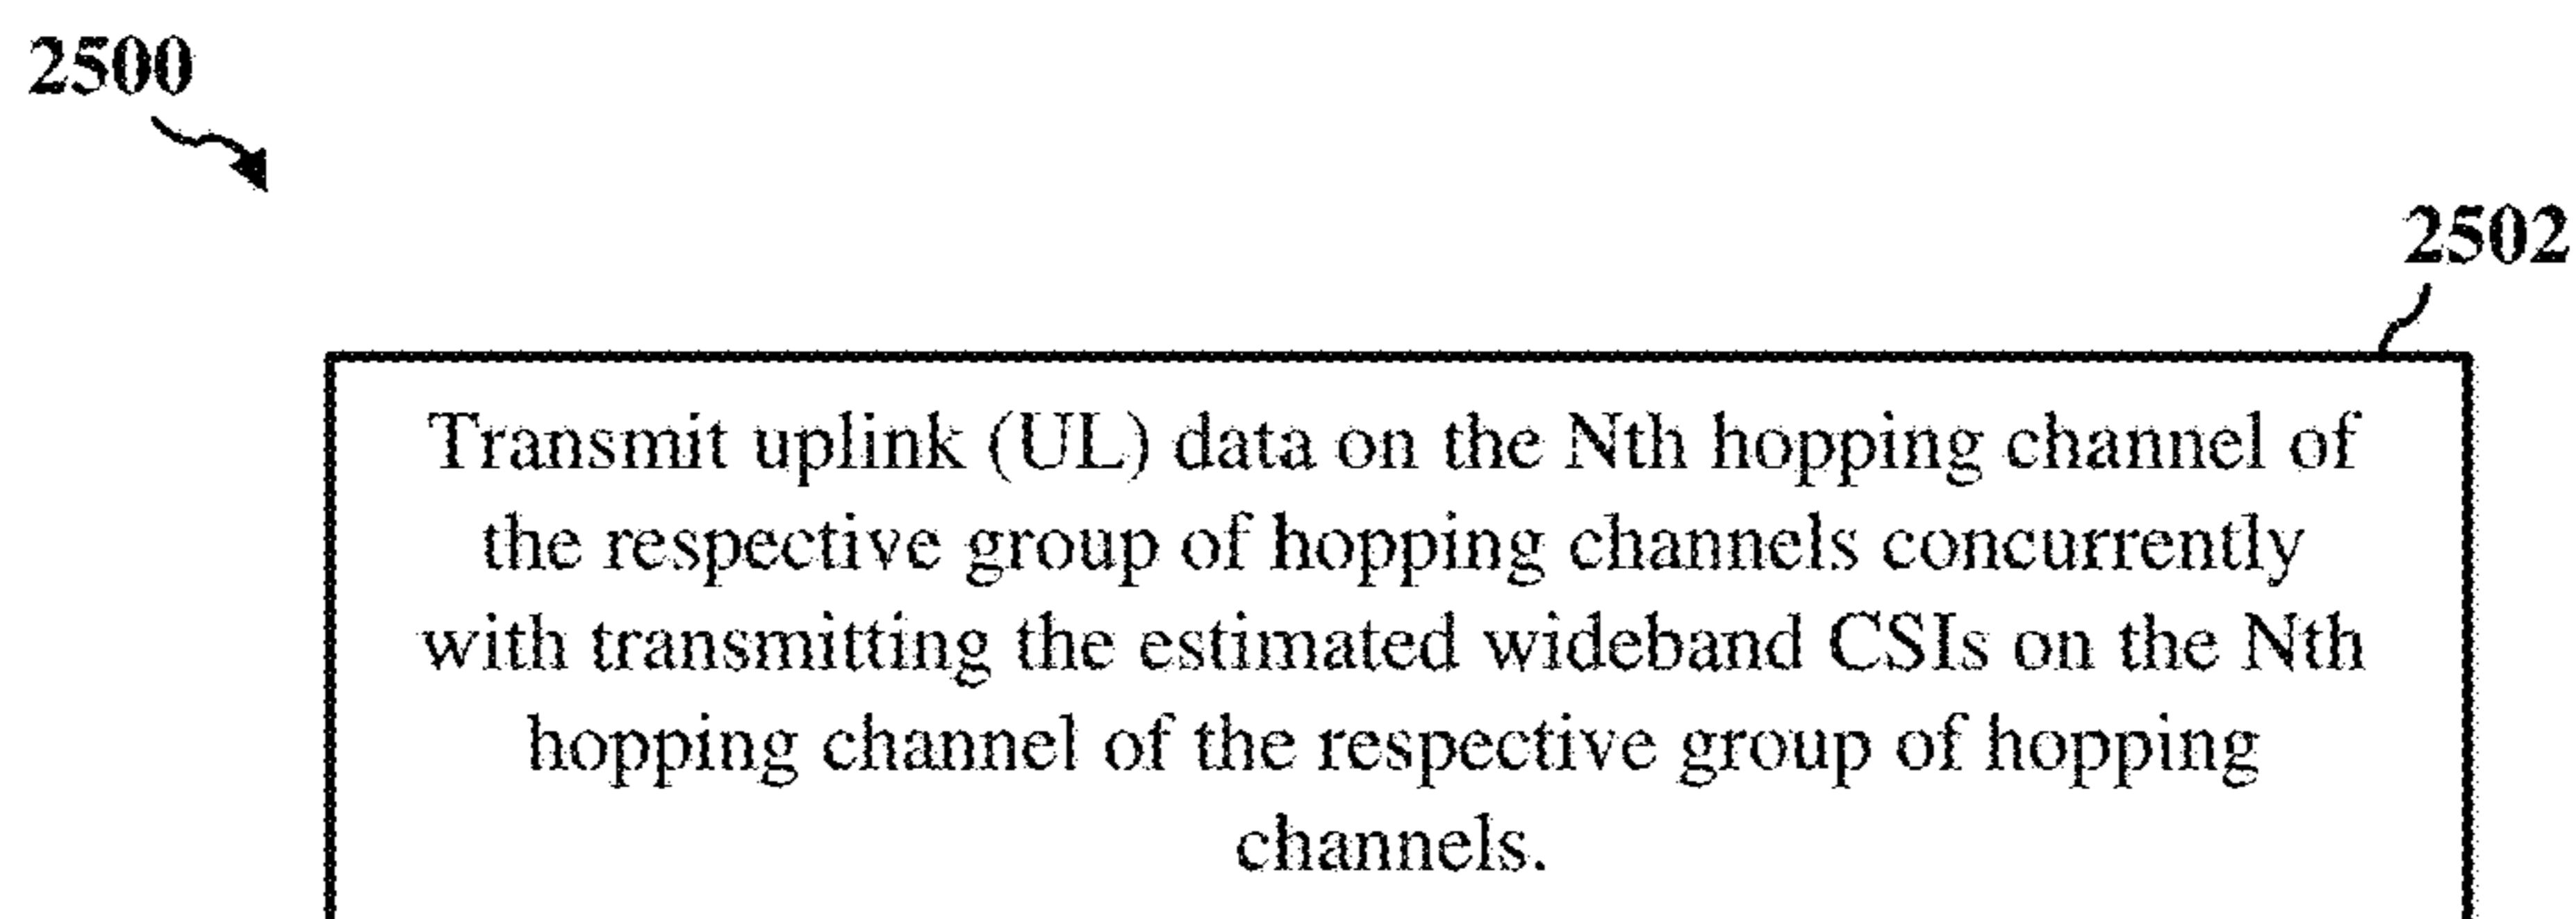 2500
2502
Transmit uplink (UL) data on the Nth hopping channel of
the respective group of hopping channels concurrently
with transmitting the estimated wideband CSIs on the Nth
hopping channel of the respective group of hopping
channels.